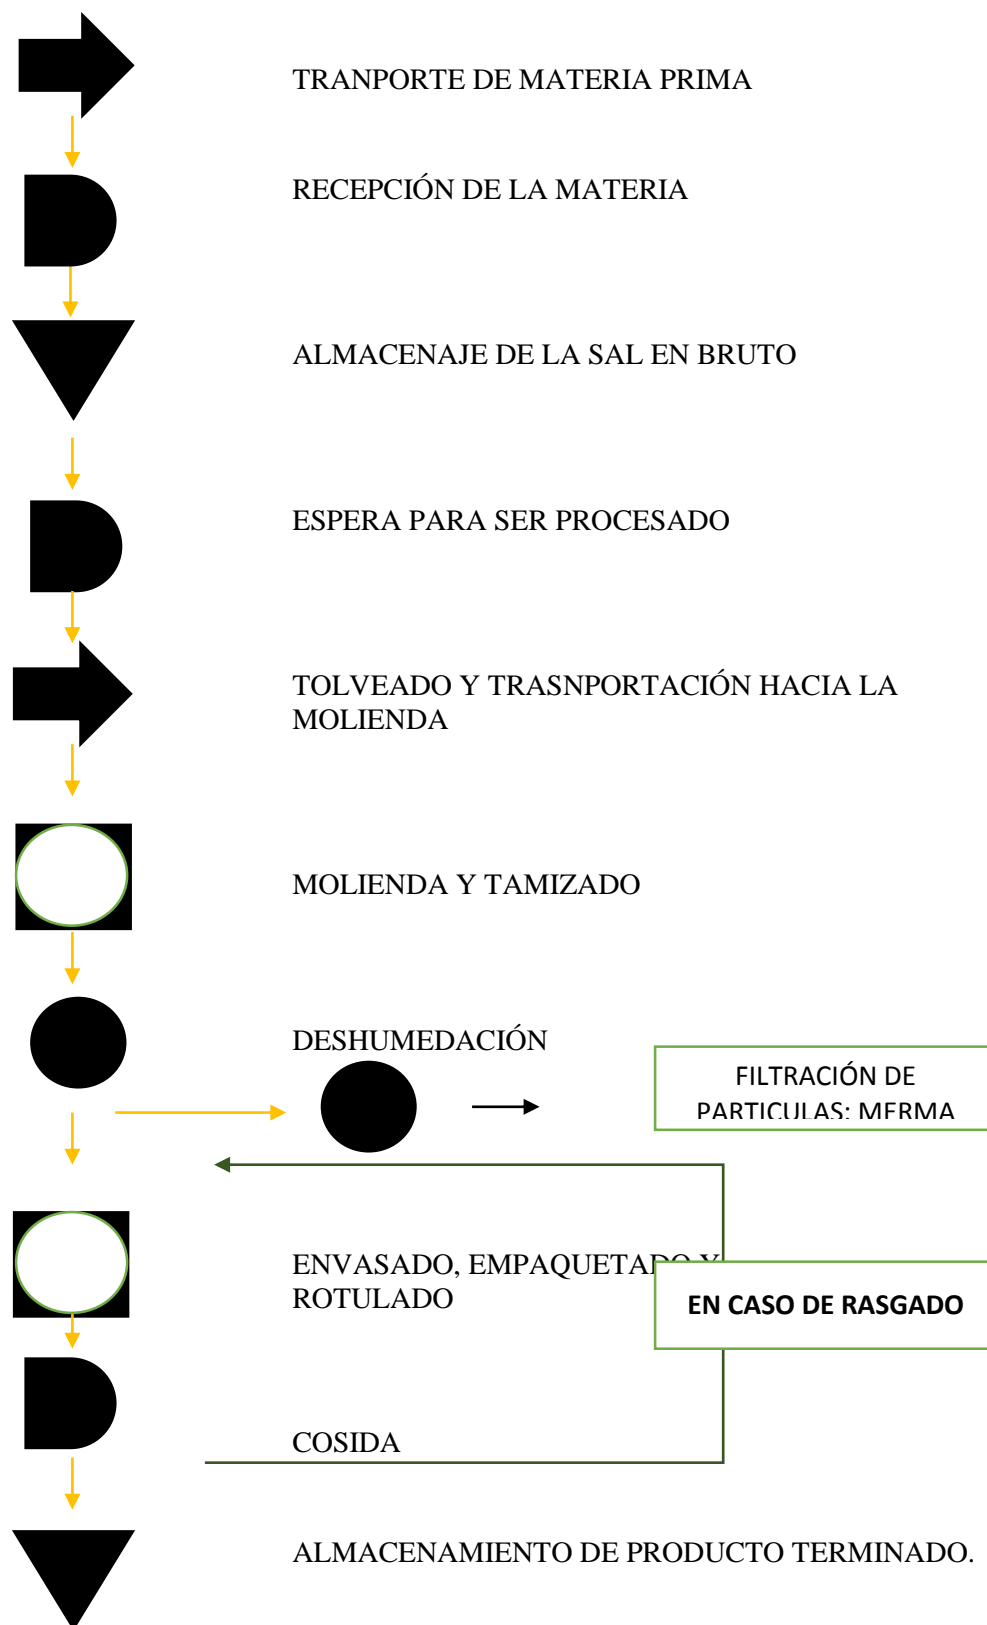 TRANPORTE DE MATERIA PRIMA
RECEPCIÓN DE LA MATERIA
ALMACENAJE DE LA SAL EN BRUTO
ESPERA PARA SER PROCESADO
TOLVEADO Y TRASNPORTACIÓN HACIA LA
MOLIENDA
MOLIENDA Y TAMIZADO
DESHUMEDACIÓN
FILTRACIÓN DE
PARTICULAS: MERMA
ENVASADO, EMPAQUETADO Y
ROTULADO
EN CASO DE RASGADO
COSIDA
ALMACENAMIENTO DE PRODUCTO TERMINADO.